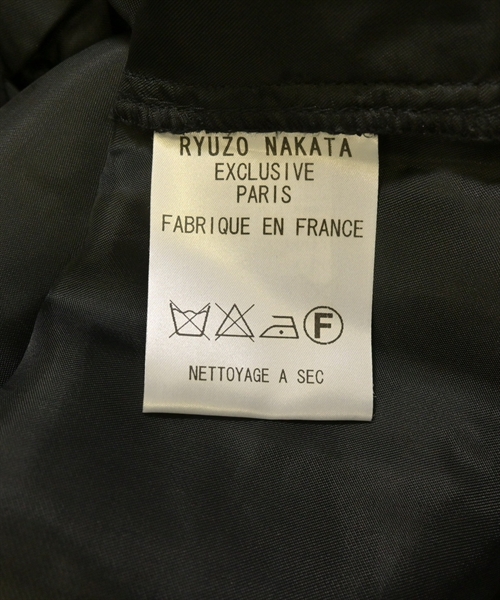 RYUZO NAKATA
EXCLUSIVE
PARIS
FABRIQUE EN FRANCE
F
NETTOYAGE A SEC